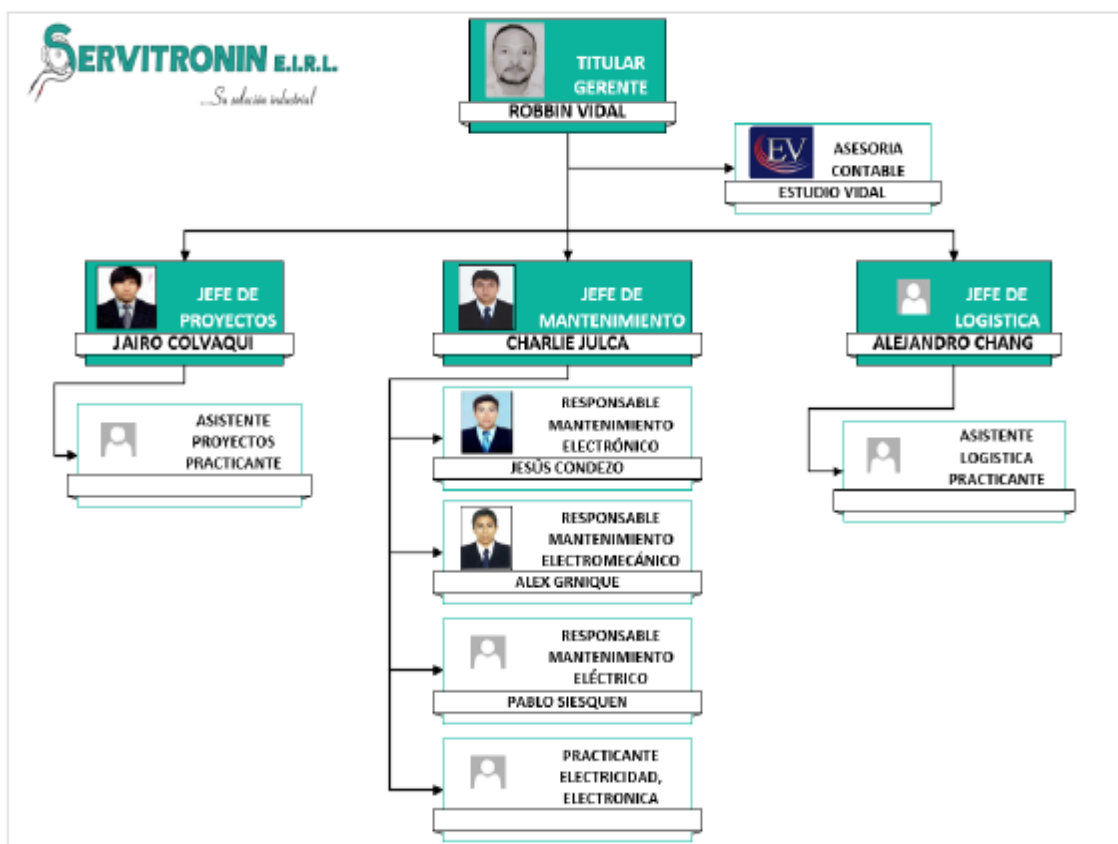 SERVITRONIN E.I.R.L.
...Su solución industrial
TITULAR
GERENTE
ROBBIN VIDAL
EV
ASESORIA
CONTABLE
ESTUDIO VIDAL
JEFE DE
PROYECTOS
JAIRO COLVAQUI
JEFE DE
MANTENIMIENTO
CHARLIE JULCA
JEFE DE
LOGISTICA
ALEJANDRO CHANG
ASISTENTE
PROYECTOS
PRACTICANTE
RESPONSABLE
MANTENIMIENTO
ELECTRÓNICO
JESÚS CONDEZO
RESPONSABLE
MANTENIMIENTO
ELECTROMECÁNICO
ALEX GRNIQUE
RESPONSABLE
MANTENIMIENTO
ELÉCTRICO
PABLO SIESQUEN
PRACTICANTE
ELECTRICIDAD,
ELECTRONICA
ASISTENTE
LOGISTICA
PRACTICANTE